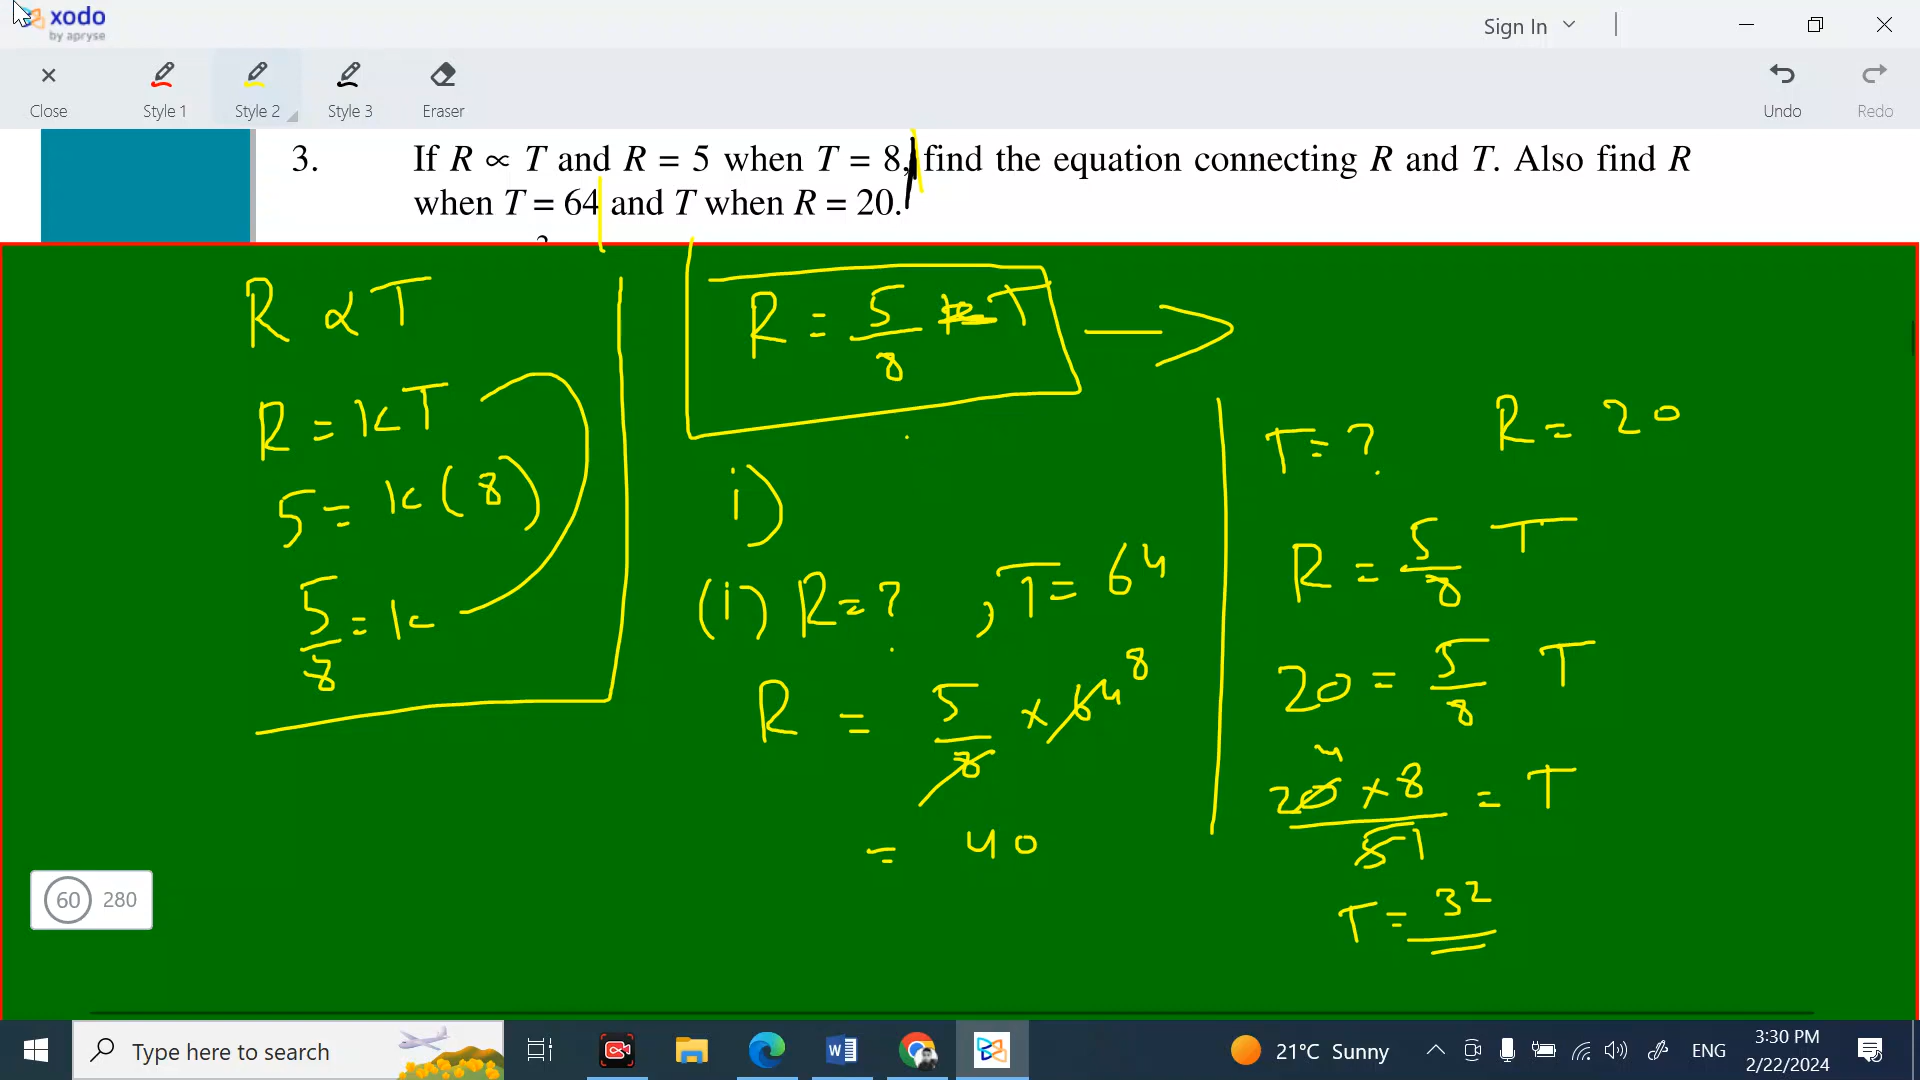 xodo
by apryse
Sign In
Close
Style 1
Style 2
Style 3
Eraser
Undo
Redo
3. If R ∝ T and R = 5 when T = 8, find the equation connecting R and T. Also find R
when T = 64 and T when R = 20.
R ∝ T
R = kT
5 = k (8)
5/8 = k
R = 5/8 T
i)
(i) R = ? , T = 64
R = 5/8 × 64 8
= 40
T = ? R = 20
R = 5/8 T
20 = 5/8 T
20 4 × 8 / 5 1 = T
T = 32
60 280
Type here to search
21°C Sunny
ENG
3:30 PM
2/22/2024